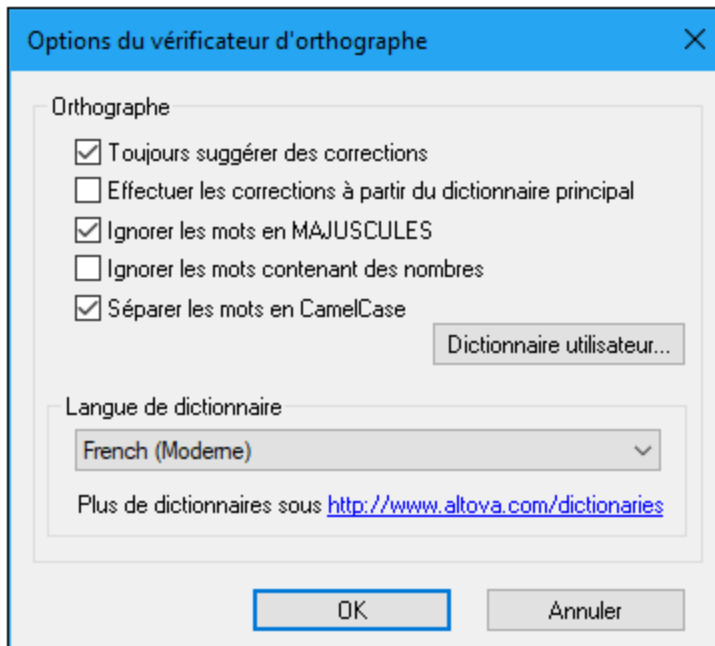 Options du vérificateur d'orthographe
Orthographe
Toujours suggérer des corrections
Effectuer les corrections à partir du dictionnaire principal
Ignorer les mots en MAJUSCULES
Ignorer les mots contenant des nombres
Séparer les mots en CamelCase
Dictionnaire utilisateur...
Langue de dictionnaire
French (Moderne)
Plus de dictionnaires sous http://www.altova.com/dictionaries
OK Annuler